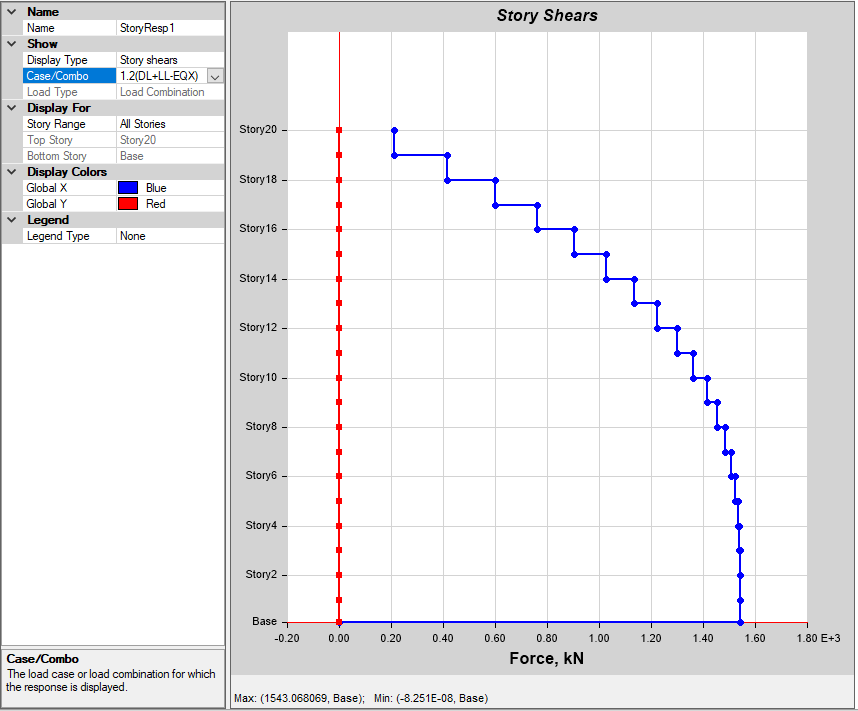 Name
Name StoryResp1
Show
Display Type Story shears
Case/Combo 1.2(DL+LL-EQX)
Load Type Load Combination
Display For
Story Range All Stories
Top Story Story20
Bottom Story Base
Display Colors
Global X Blue
Global Y Red
Legend
Legend Type None
Case/Combo
The load case or load combination for which
the response is displayed.
Story Shears
Story20
Story18
Story16
Story14
Story12
Story10
Story8
Story6
Story4
Story2
Base
-0.20 0.00 0.20 0.40 0.60 0.80 1.00 1.20 1.40 1.60 1.80 E+3
Force, kN
Max: (1543.068069, Base); Min: (-8.251E-08, Base)